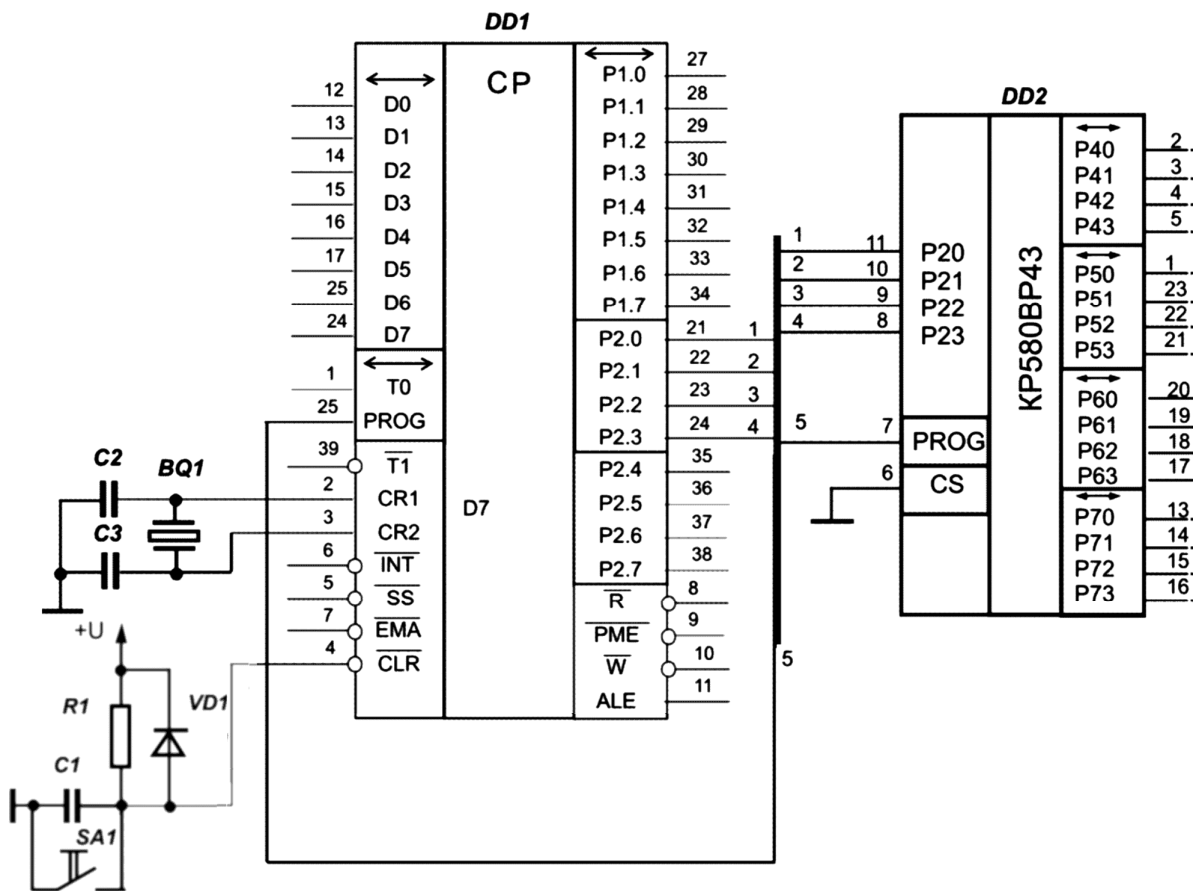 DD1
CP
12 D0
13 D1
14 D2
15 D3
16 D4
17 D5
25 D6
24 D7
1 T0
25 PROG
39 T1
2 CR1
3 CR2
6 INT
5 SS
7 EMA
4 CLR
D7
P1.0 27
P1.1 28
P1.2 29
P1.3 30
P1.4 31
P1.5 32
P1.6 33
P1.7 34
P2.0 21 1
P2.1 22 2
P2.2 23 3
P2.3 24 4
P2.4 35
P2.5 36
P2.6 37
P2.7 38
R 8
PME 9
W 10
ALE 11
5
C2
BQ1
C3
+U
R1
VD1
C1
SA1
DD2
КР580ВР43
1 11 P20
2 10 P21
3 9 P22
4 8 P23
5 7 PROG
6 CS
P40 2
P41 3
P42 4
P43 5
P50 1
P51 23
P52 22
P53 21
P60 20
P61 19
P62 18
P63 17
P70 13
P71 14
P72 15
P73 16